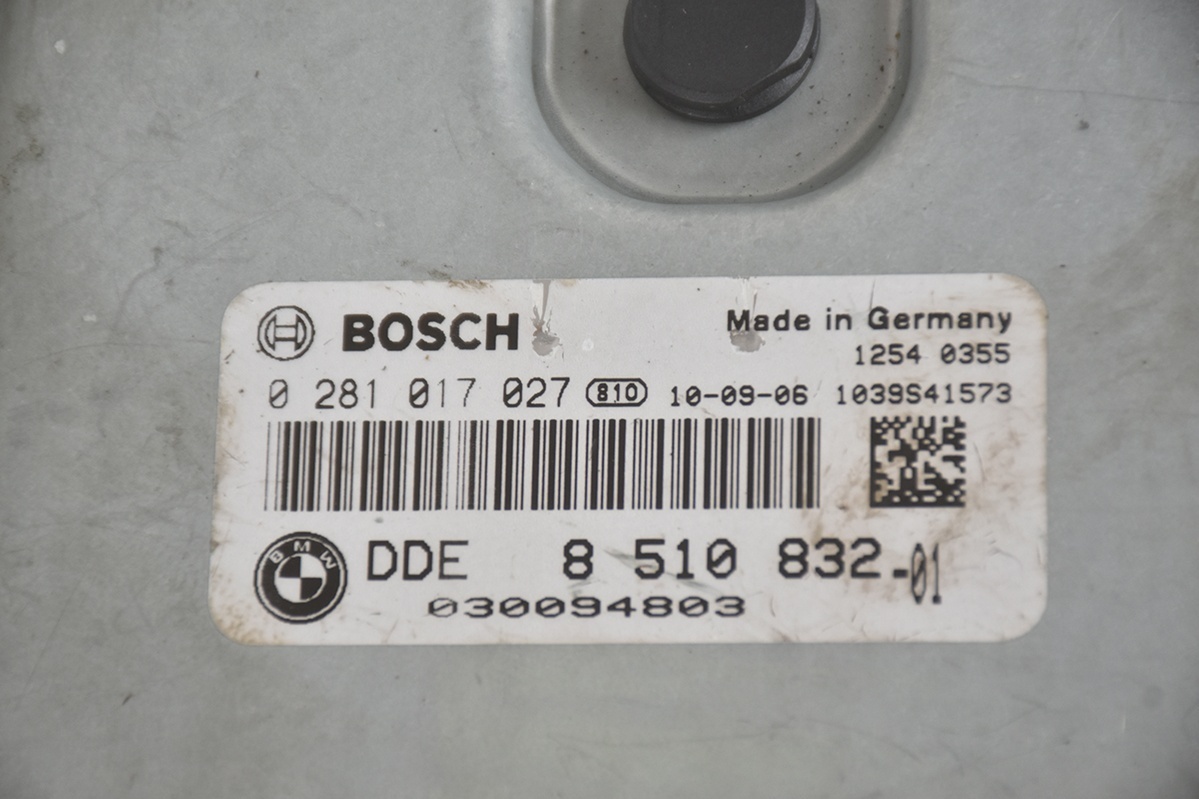 BOSCH
Made in Germany
1254 0355
0 281 017 027 810 10-09-06 1039S41573
BMW DDE 8 510 832-01
030094803